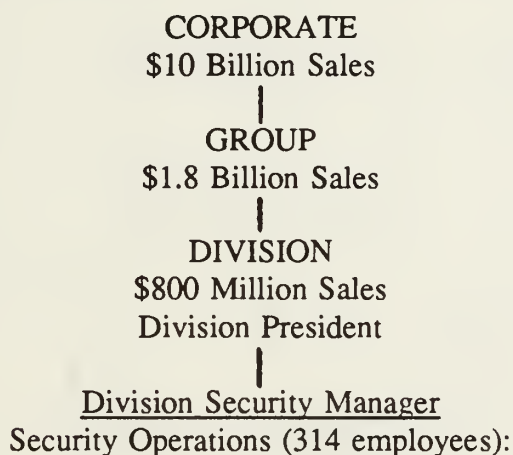 CORPORATE
$10 Billion Sales
GROUP
$1.8 Billion Sales
DIVISION
$800 Million Sales
Division President
Division Security Manager
Security Operations (314 employees):